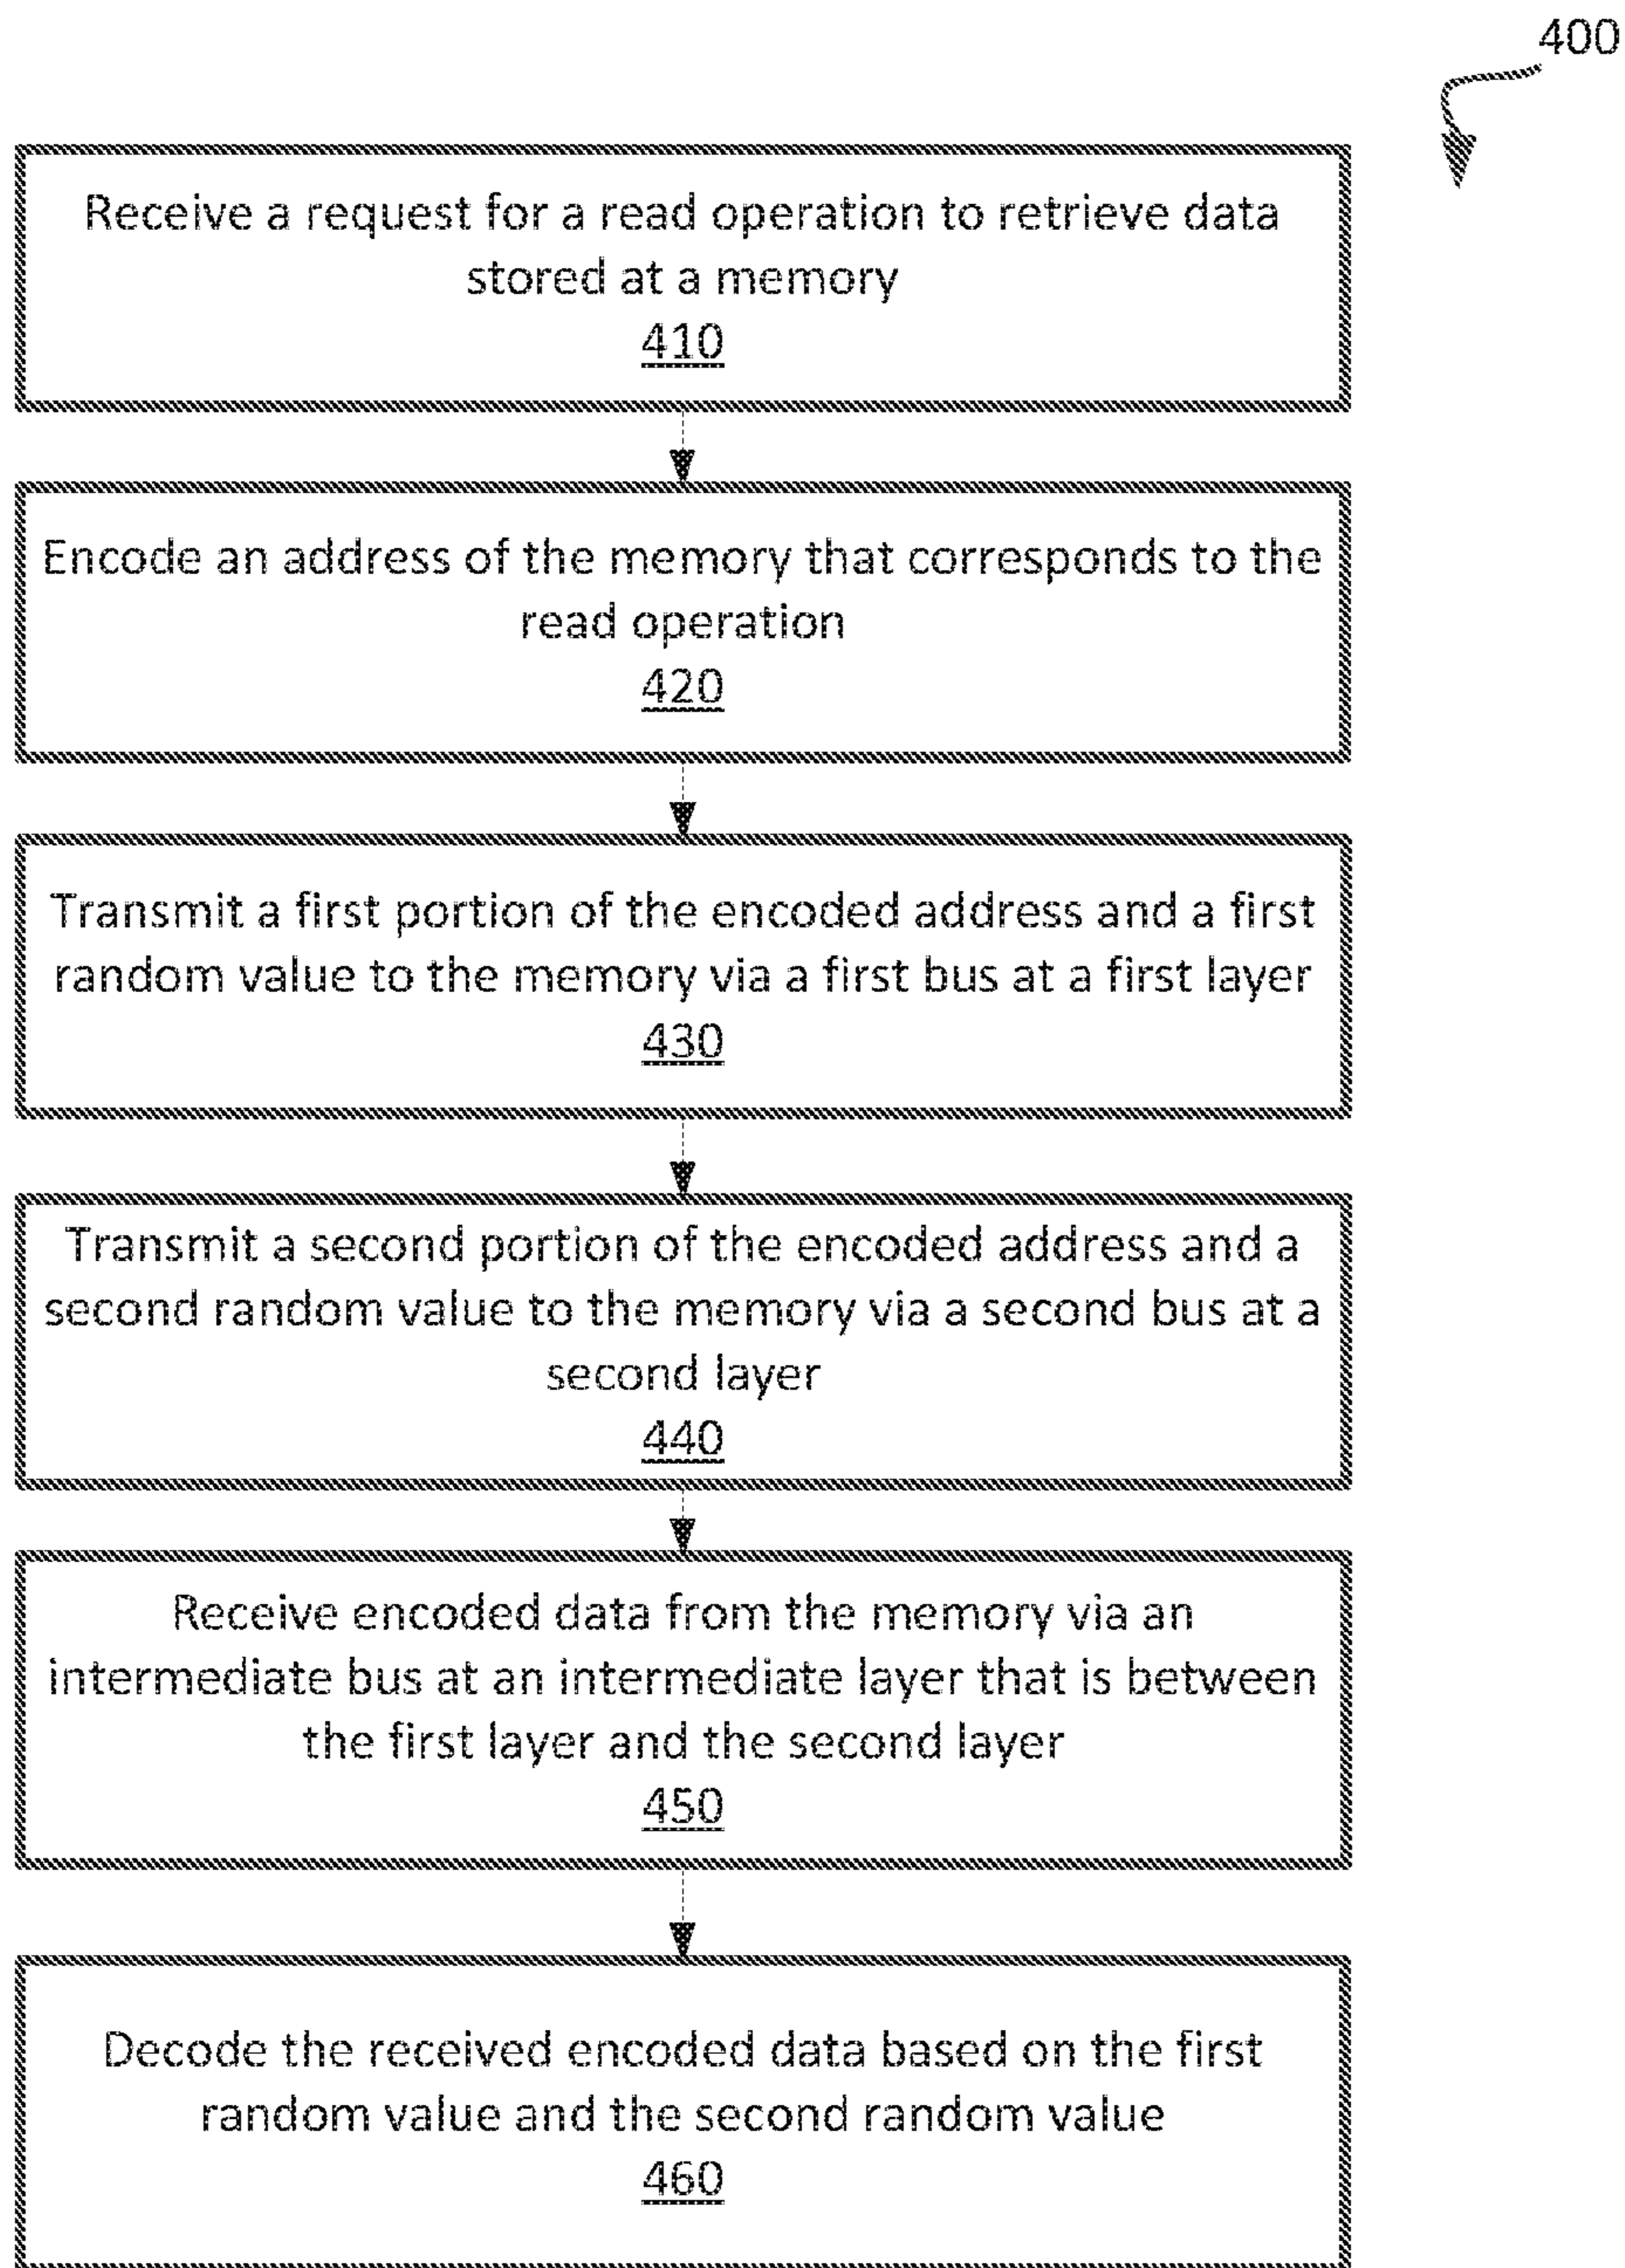 400
Receive a request for a read operation to retrieve data
stored at a memory
410
Encode an address of the memory that corresponds to the
read operation
420
Transmit a first portion of the encoded address and a first
random value to the memory via a first bus at a first layer
430
Transmit a second portion of the encoded address and a
second random value to the memory via a second bus at a
second layer
440
Receive encoded data from the memory via an
intermediate bus at an intermediate layer that is between
the first layer and the second layer
450
Decode the received encoded data based on the first
random value and the second random value
460